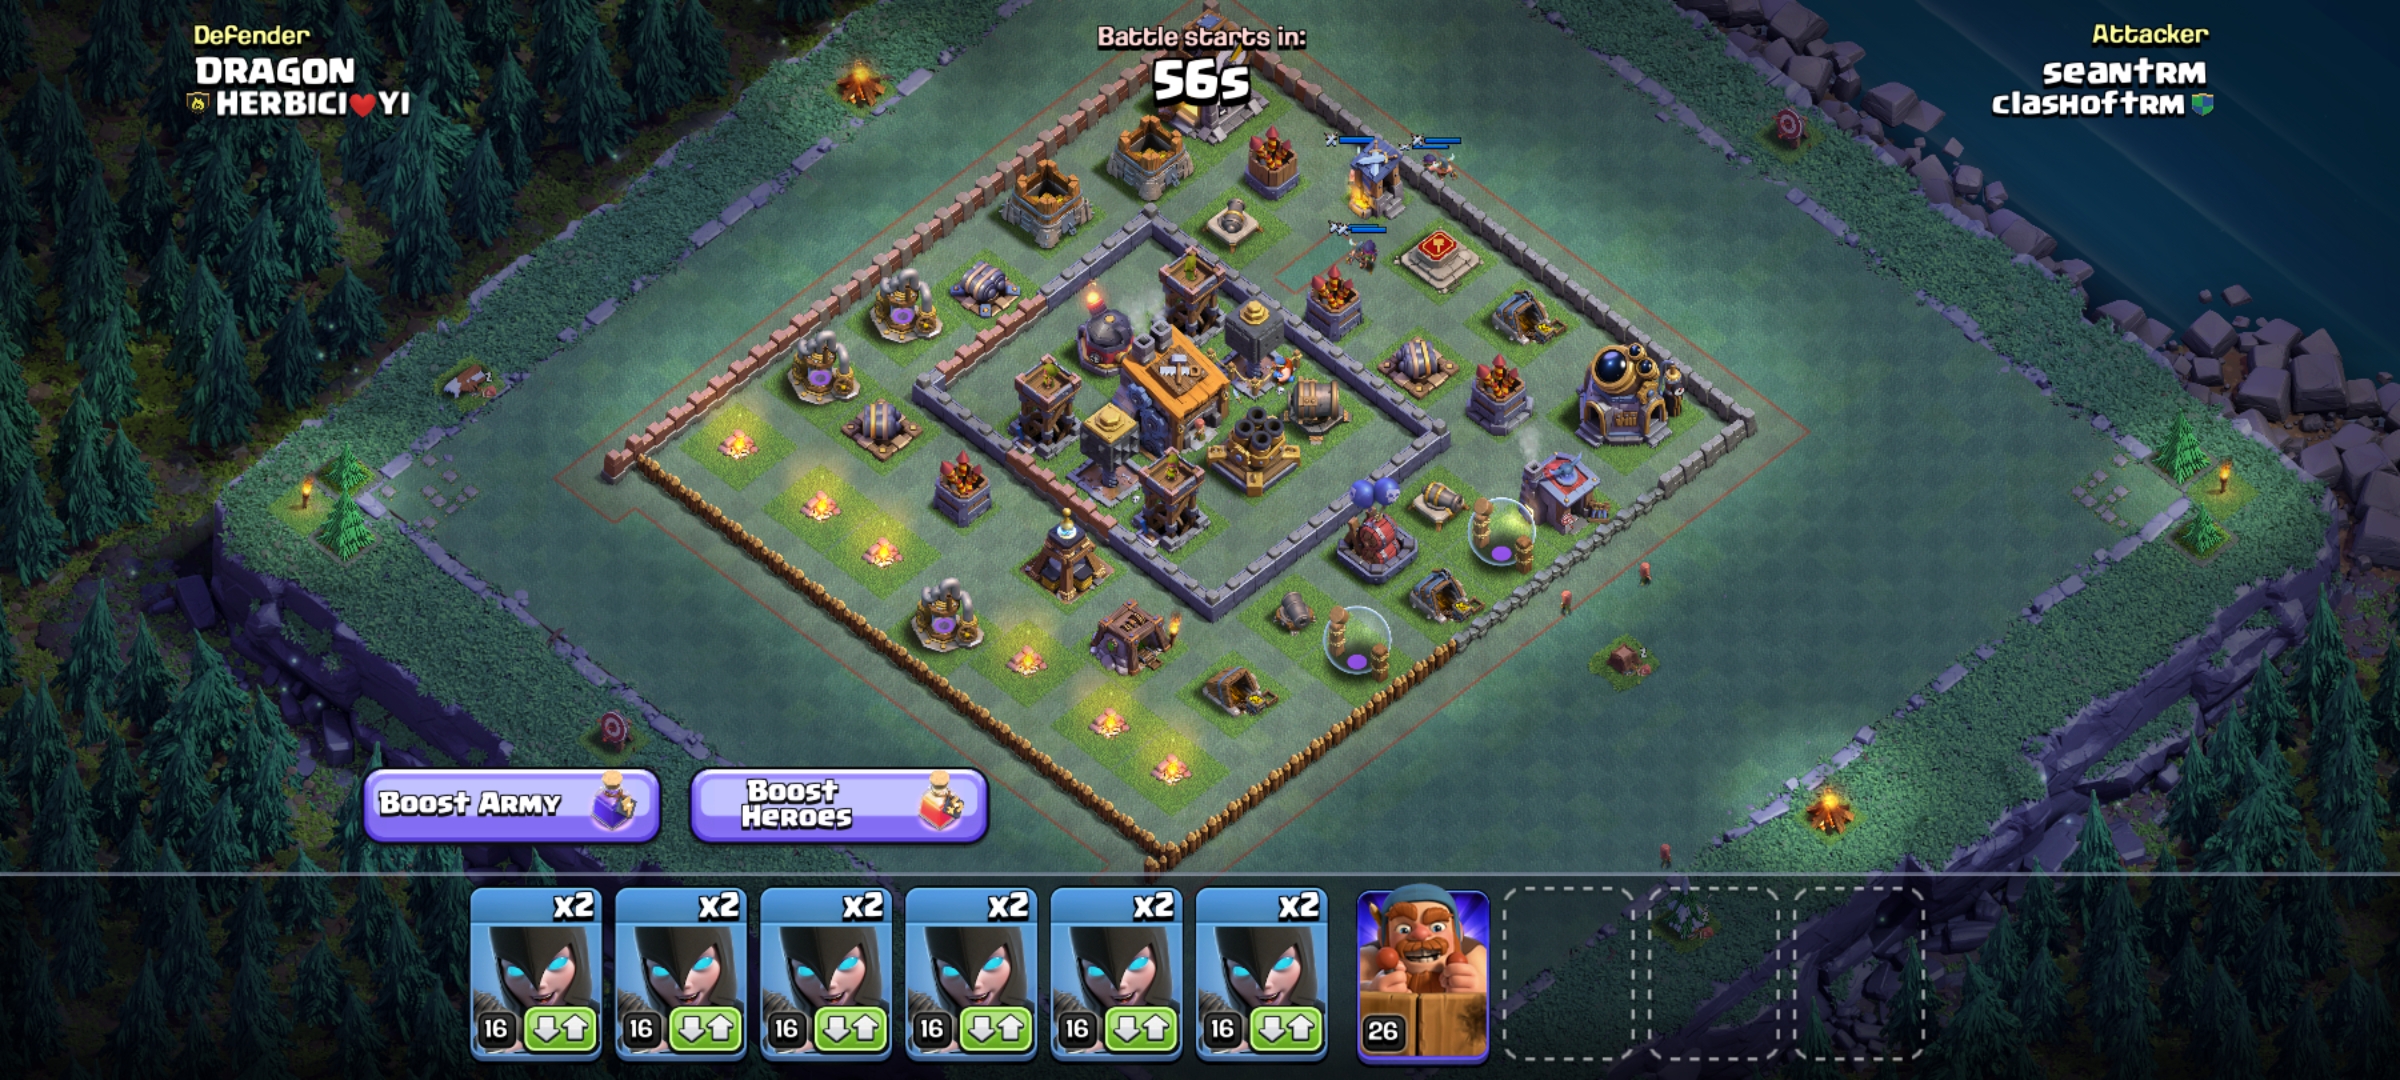 Defender
DRAGON
HERBICI❤️YI
Battle starts in:
56s
Attacker
seantRM
clashoftRM
Boost Army
Boost Heroes
x2
x2
x2
x2
x2
x2
16
16
16
16
16
16
26